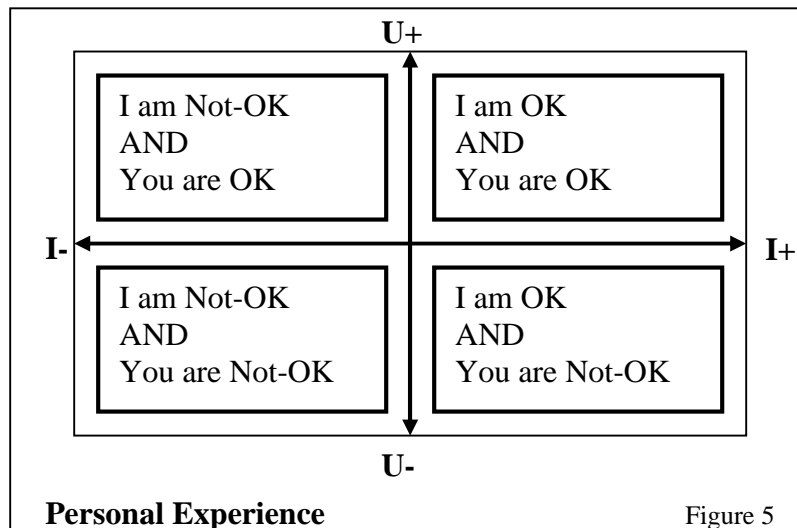 U+
I am Not-OK
AND
You are OK
I am OK
AND
You are OK
I-
I+
I am Not-OK
AND
You are Not-OK
I am OK
AND
You are Not-OK
U-
Personal Experience
Figure 5